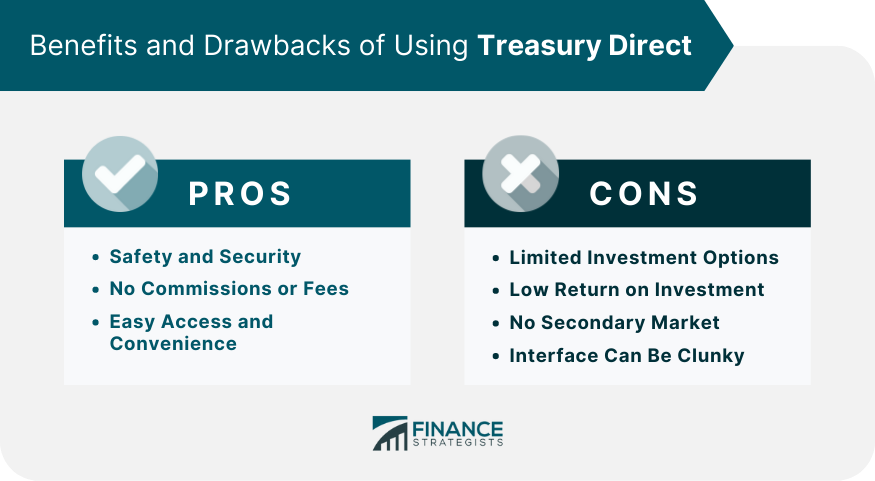 Benefits and Drawbacks of Using Treasury Direct
PROS
• Safety and Security
• No Commissions or Fees
• Easy Access and
Convenience
CONS
• Limited Investment Options
• Low Return on Investment
• No Secondary Market
• Interface Can Be Clunky
FINANCE
STRATEGISTS